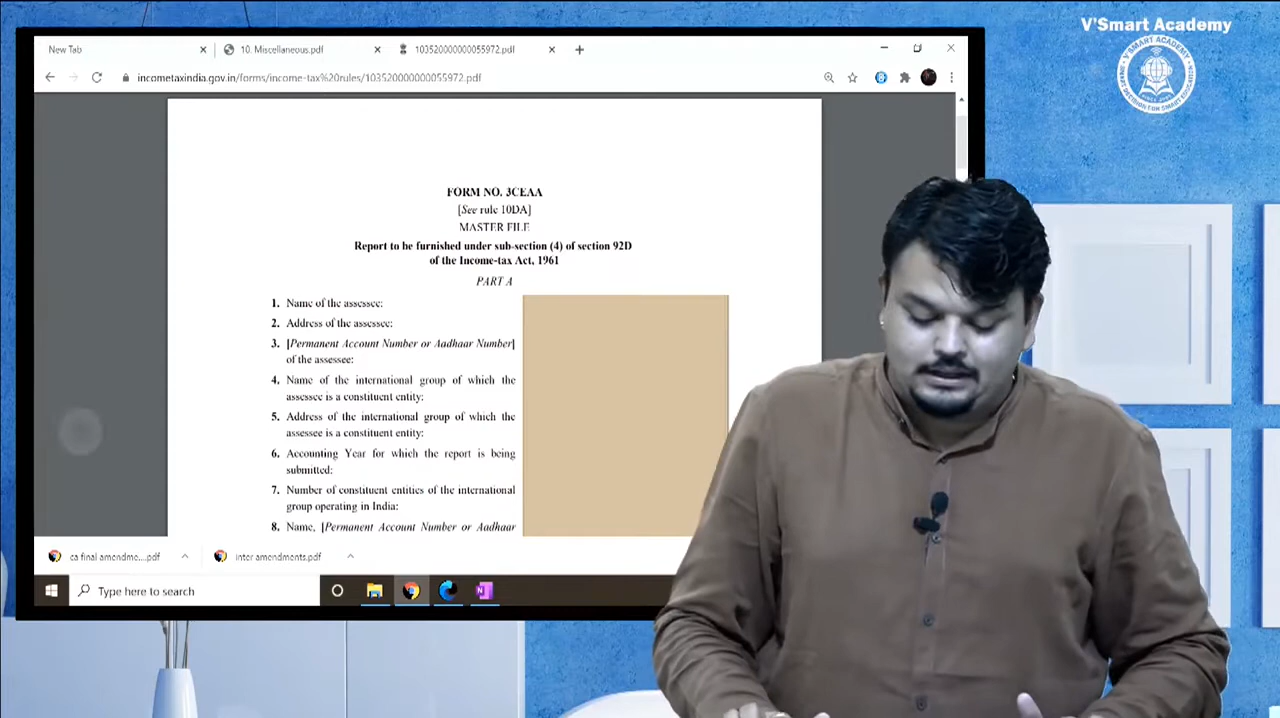 V'Smart Academy
V'SMART ACADEMY
New Tab
10. Miscellaneous.pdf
103520000000055972.pdf
incometaxindia.gov.in/forms/income-tax%20rules/103520000000055972.pdf
FORM NO. 3CEAA
[See rule 10DA]
MASTER FILE
Report to be furnished under sub-section (4) of section 92D
of the Income-tax Act, 1961
PART A
1. Name of the assessee:
2. Address of the assessee:
3. [Permanent Account Number or Aadhaar Number]
of the assessee:
4. Name of the international group of which the
assessee is a constituent entity:
5. Address of the international group of which the
assessee is a constituent entity:
6. Accounting Year for which the report is being
submitted:
7. Number of constituent entities of the international
group operating in India:
8. Name, [Permanent Account Number or Aadhaar
ca final amendme....pdf
inter amendments.pdf
Type here to search